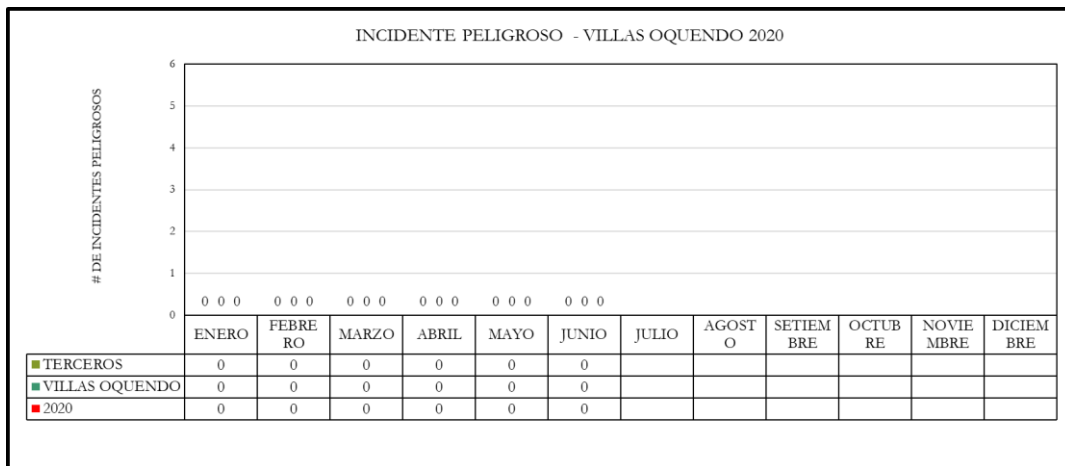 INCIDENTE PELIGROSO - VILLAS OQUENDO 2020
# DE INCIDENTES PELIGROSOS
6
5
4
3
2
1
0
0 0 0 0 0 0 0 0 0 0 0 0 0 0 0 0 0 0
ENERO FEBRE RO MARZO ABRIL MAYO JUNIO JULIO AGOST O SETIEM BRE OCTUB RE NOVIE MBRE DICIEM BRE
TERCEROS 0 0 0 0 0 0
VILLAS OQUENDO 0 0 0 0 0 0
2020 0 0 0 0 0 0